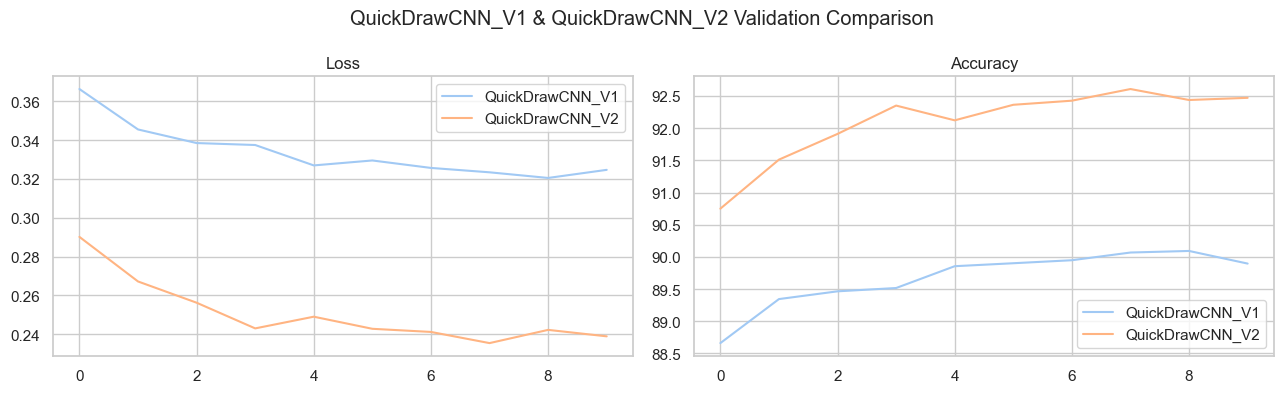 QuickDrawCNN_V1 & QuickDrawCNN_V2 Validation Comparison
Loss
0.36
0.34
0.32
0.30
0.28
0.26
0.24
0 2 4 6 8
QuickDrawCNN_V1
QuickDrawCNN_V2
Accuracy
92.5
92.0
91.5
91.0
90.5
90.0
89.5
89.0
88.5
0 2 4 6 8
QuickDrawCNN_V1
QuickDrawCNN_V2